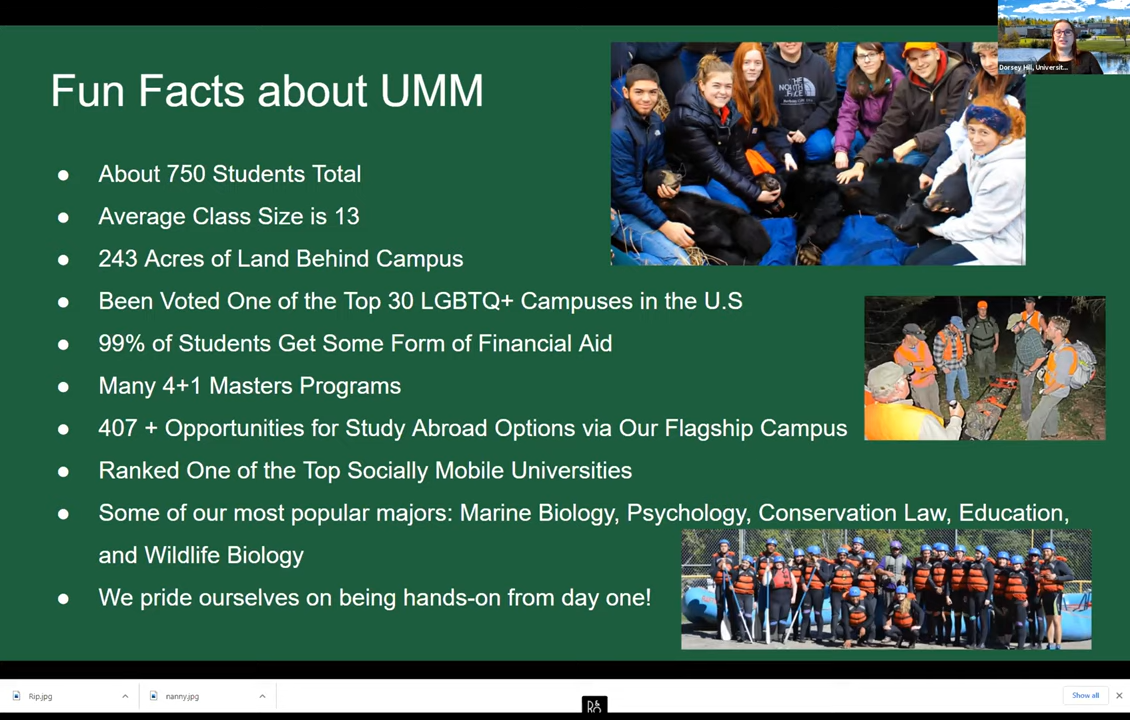 Dorsey Hill, Universit...
Fun Facts about UMM
THE NORTH FACE
● About 750 Students Total
● Average Class Size is 13
● 243 Acres of Land Behind Campus
● Been Voted One of the Top 30 LGBTQ+ Campuses in the U.S
● 99% of Students Get Some Form of Financial Aid
● Many 4+1 Masters Programs
● 407 + Opportunities for Study Abroad Options via Our Flagship Campus
● Ranked One of the Top Socially Mobile Universities
● Some of our most popular majors: Marine Biology, Psychology, Conservation Law, Education,
and Wildlife Biology
● We pride ourselves on being hands-on from day one!
Rip.jpg
nanny.jpg
Show all